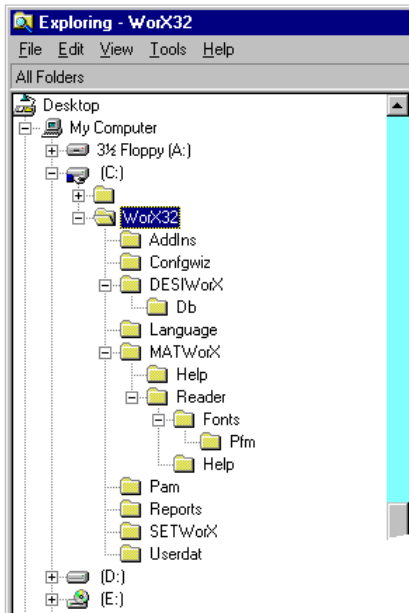 Exploring - WorX32
File Edit View Tools Help
All Folders
Desktop
My Computer
3½ Floppy (A:)
(C:)
WorX32
AddIns
Confgwiz
DESIWorX
Db
Language
MATWorX
Help
Reader
Fonts
Pfm
Help
Pam
Reports
SETWorX
Userdat
(D:)
(E:)